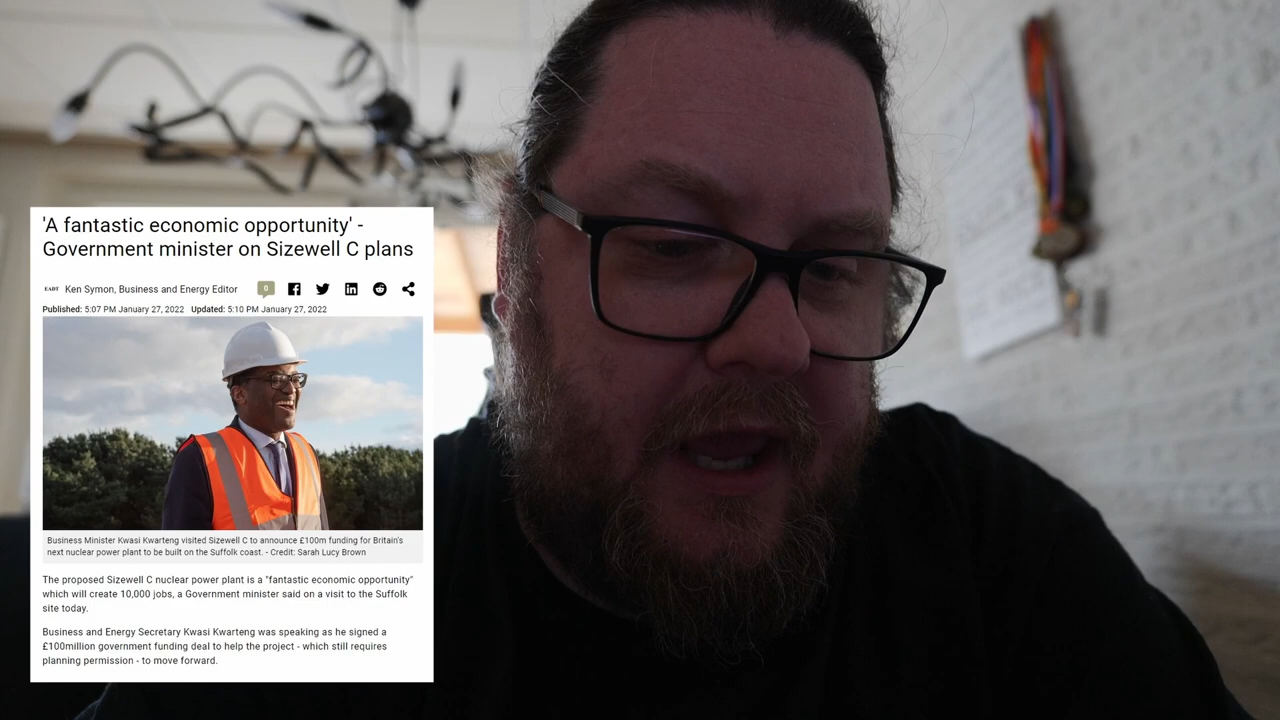 'A fantastic economic opportunity' -
Government minister on Sizewell C plans
EADT Ken Symon, Business and Energy Editor
0
Published: 5:07 PM January 27, 2022 Updated: 5:10 PM January 27, 2022
Business Minister Kwasi Kwarteng visited Sizewell C to announce £100m funding for Britain's
next nuclear power plant to be built on the Suffolk coast. - Credit: Sarah Lucy Brown
The proposed Sizewell C nuclear power plant is a "fantastic economic opportunity"
which will create 10,000 jobs, a Government minister said on a visit to the Suffolk
site today.
Business and Energy Secretary Kwasi Kwarteng was speaking as he signed a
£100million government funding deal to help the project - which still requires
planning permission - to move forward.